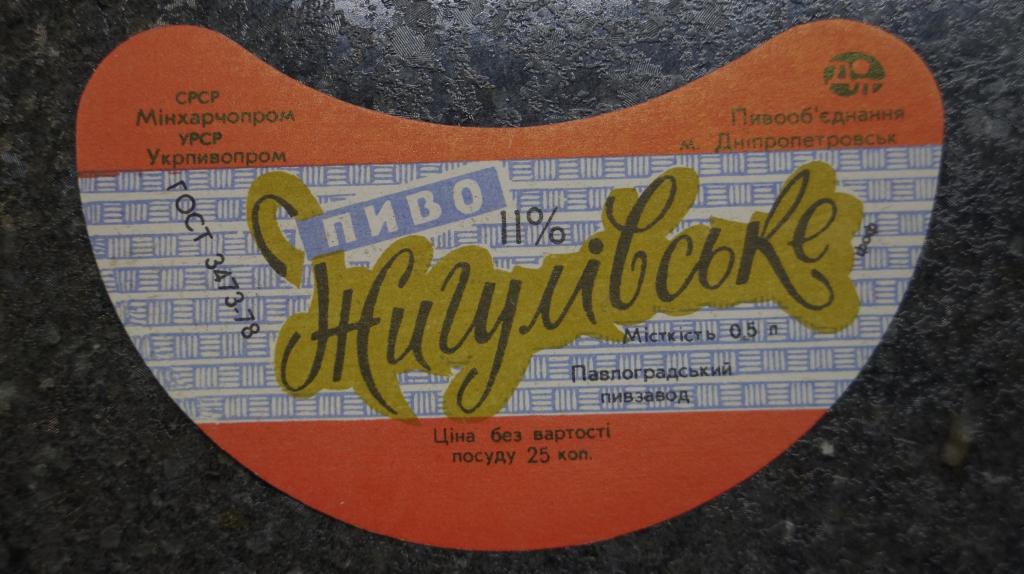 СРСР
Мінхарчопром
УРСР
Укрпивопром
Пивооб'єднання
м. Дніпропетровськ
ГОСТ 3473-78
ПИВО
11%
Жигулівське
Місткість 0,5 л
Павлоградський
пивзавод
Ціна без вартості
посуду 25 коп.